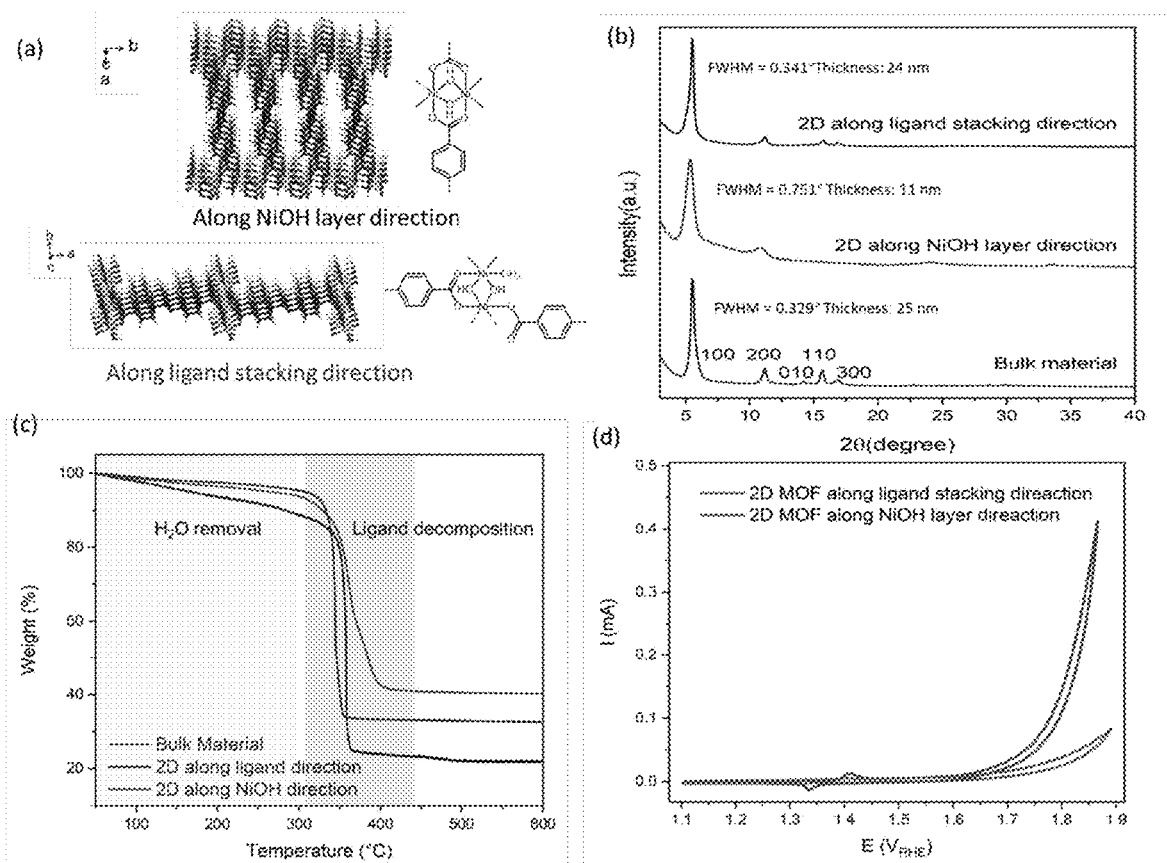 (a)
b
c
a
Along NiOH layer direction
a
Along ligand stacking direction
(b)
FWHM = 0.341° Thickness: 24 nm
2D along ligand stacking direction
FWHM = 0.751° Thickness: 11 nm
2D along NiOH layer direction
FWHM = 0.329° Thickness: 25 nm
100 200 010 110 300
Bulk material
Intensity(a.u.)
5 10 15 20 25 30 35 40
2θ(degree)
(c)
100
80
60
40
20
H₂O removal
Ligand decomposition
Bulk Material
2D along ligand direction
2D along NiOH direction
Weight (%)
100 200 300 400 500 600
Temperature (°C)
(d)
0.5
0.4
0.3
0.2
0.1
0.0
2D MOF along ligand stacking direaction
2D MOF along NiOH layer direaction
I (mA)
1.1 1.2 1.3 1.4 1.5 1.6 1.7 1.8 1.9
E (V_RHE)